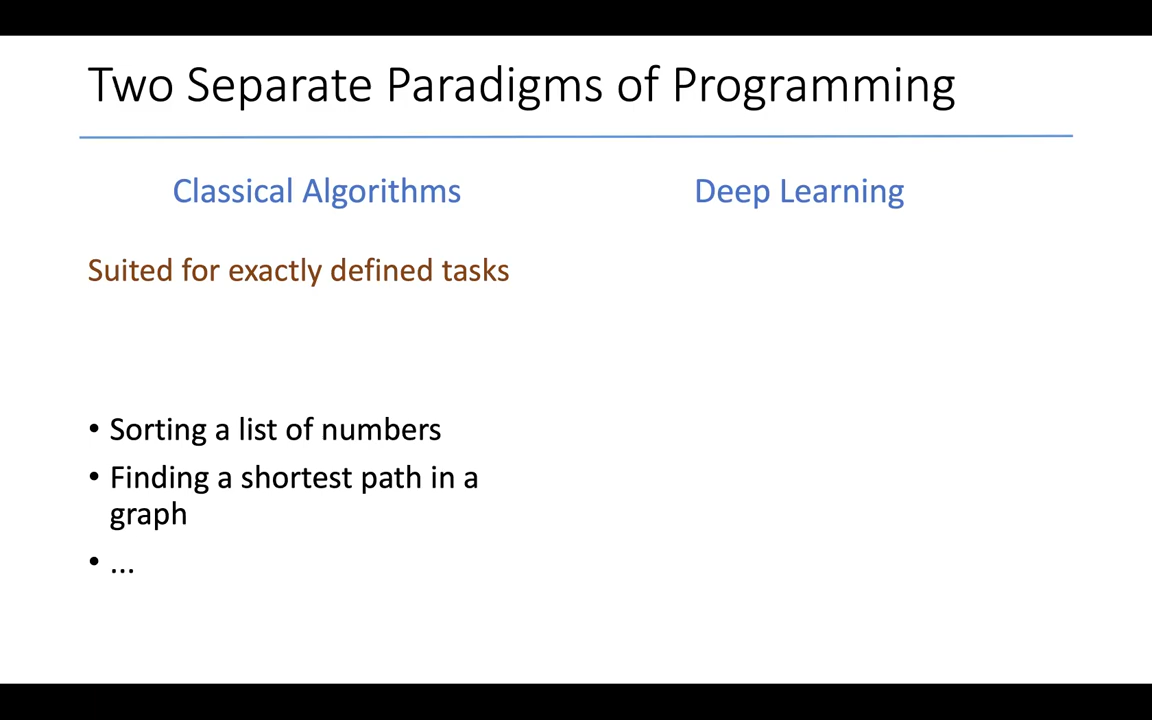 Two Separate Paradigms of Programming
Classical Algorithms
Deep Learning
Suited for exactly defined tasks
• Sorting a list of numbers
• Finding a shortest path in a
graph
• ...